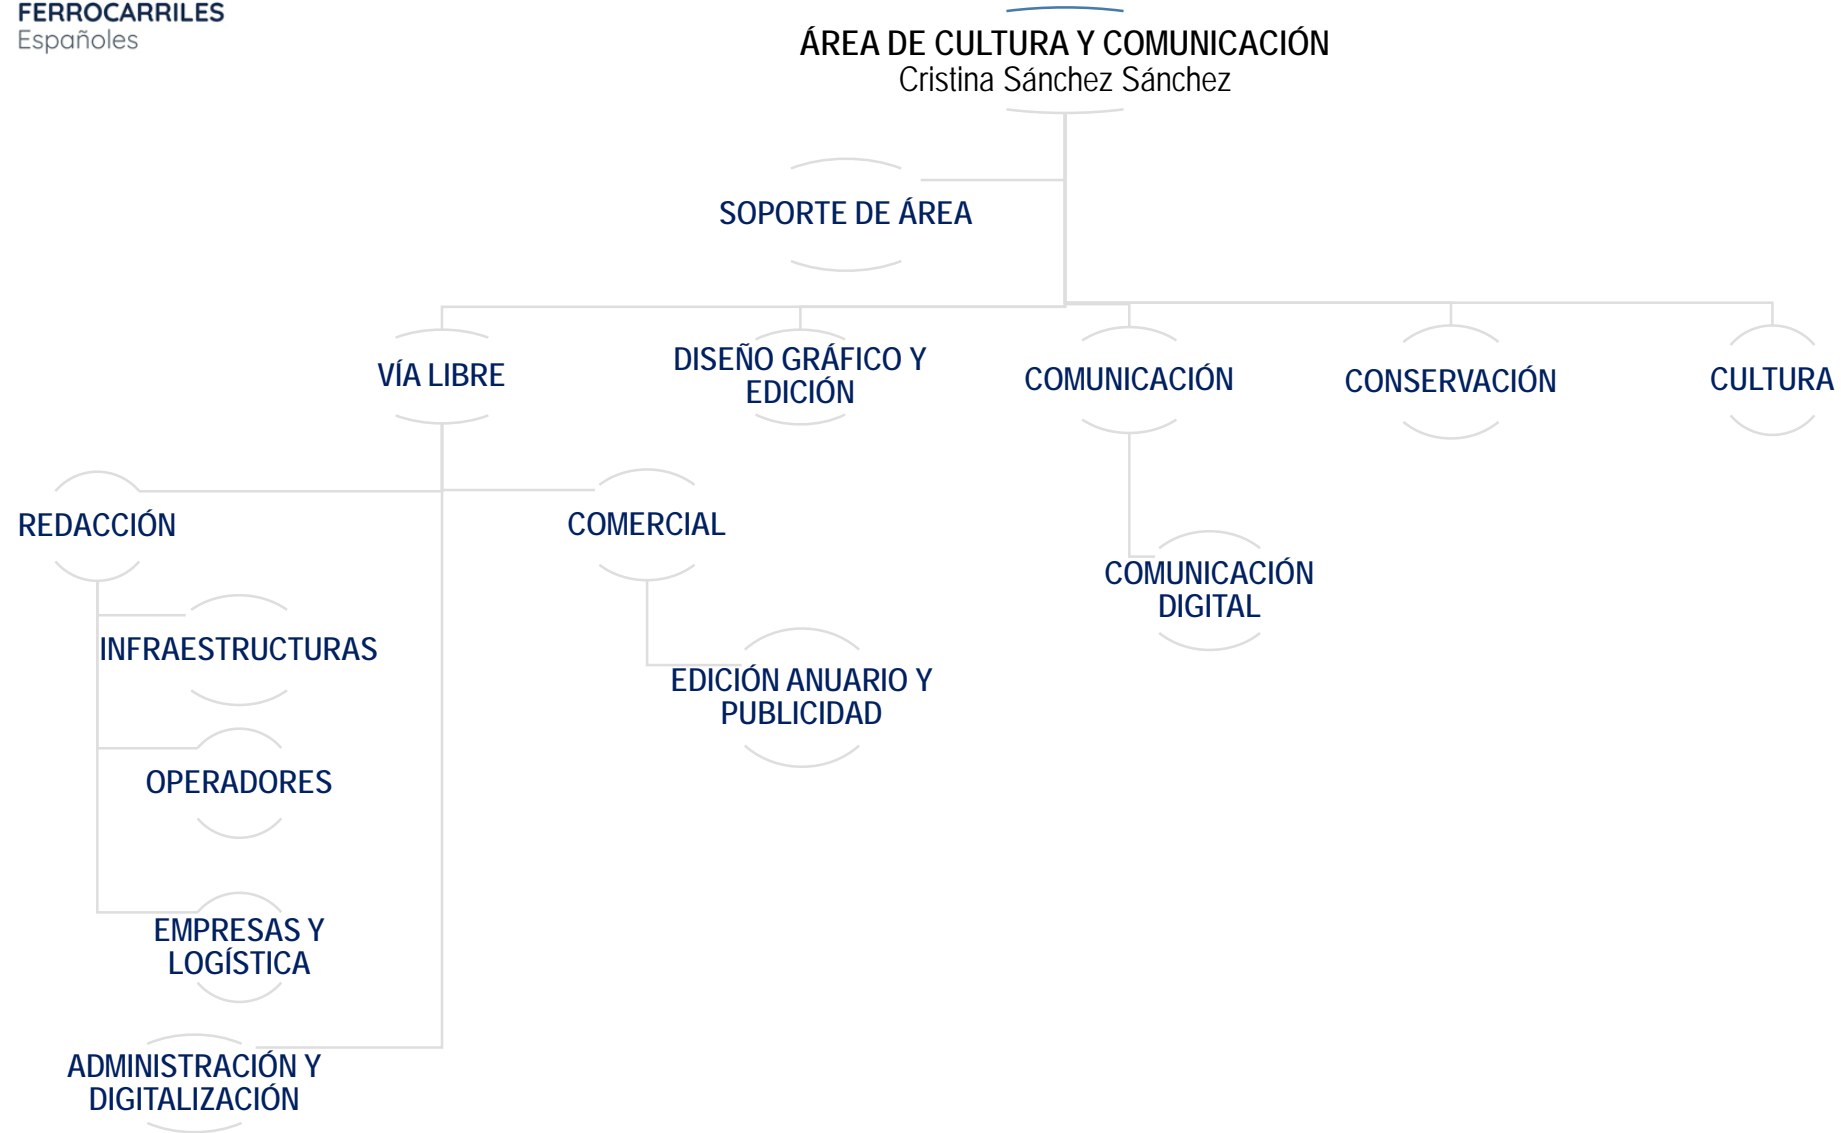 FERROCARRILES
Españoles
ÁREA DE CULTURA Y COMUNICACIÓN
Cristina Sánchez Sánchez
SOPORTE DE ÁREA
VÍA LIBRE
DISEÑO GRÁFICO Y
EDICIÓN
COMUNICACIÓN
CONSERVACIÓN
CULTURA
REDACCIÓN
COMERCIAL
COMUNICACIÓN
DIGITAL
INFRAESTRUCTURAS
EDICIÓN ANUARIO Y
PUBLICIDAD
OPERADORES
EMPRESAS Y
LOGÍSTICA
ADMINISTRACIÓN Y
DIGITALIZACIÓN